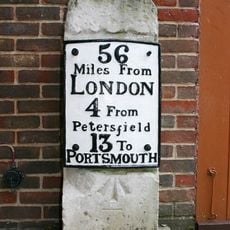 56
Miles From
LONDON
4 From
Petersfield
13 To
PORTSMOUTH